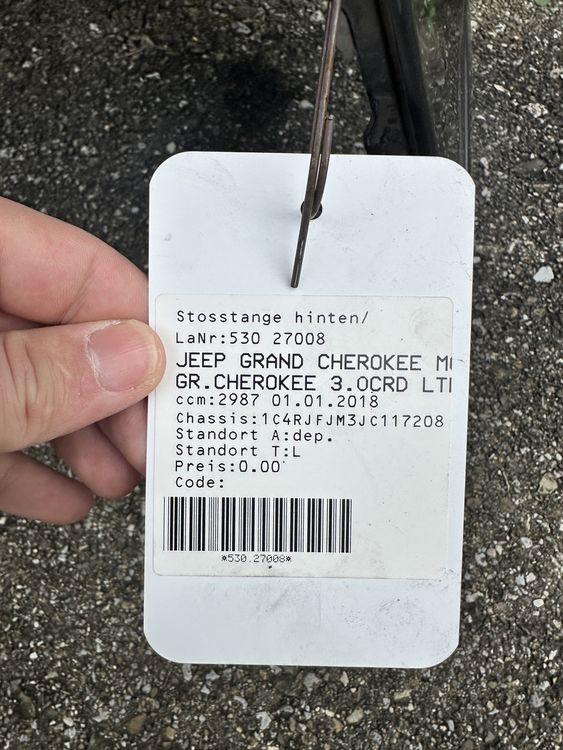 Stosstange hinten/
LaNr:530 27008
JEEP GRAND CHEROKEE
GR.CHEROKEE 3.0CRD
ccm:2987 01.01.2018
Chassis:1C4RJFJM3JC117208
Standort A:dep.
Standort T:L
Preis:0.00
Code:
*530.27008*